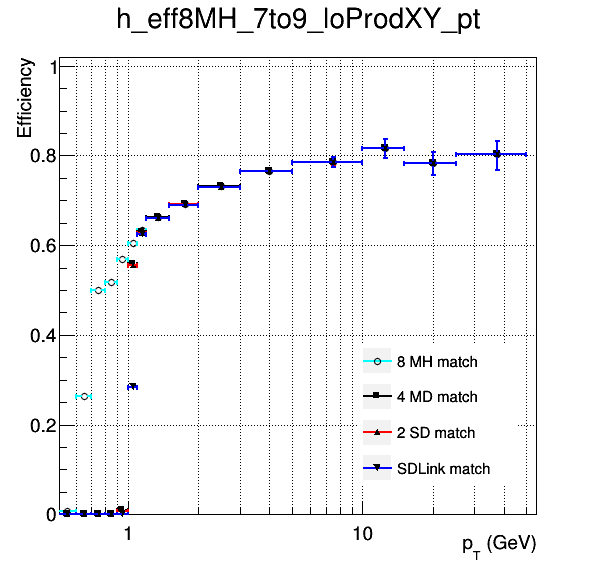 h_eff8MH_7to9_loProdXY_pt
Efficiency
1
0.8
0.6
0.4
0.2
0
8 MH match
4 MD match
2 SD match
SDLink match
1
10
p_T (GeV)